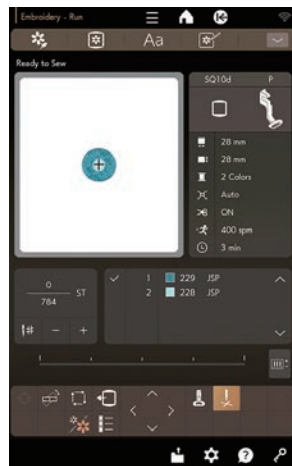 Embroidery - Run
Aa
Ready to Sew
SQ10d P
28 mm
28 mm
2 Colors
Auto
ON
400 spm
3 min
0
784
ST
1 229 JSP
2 228 JSP
# - +